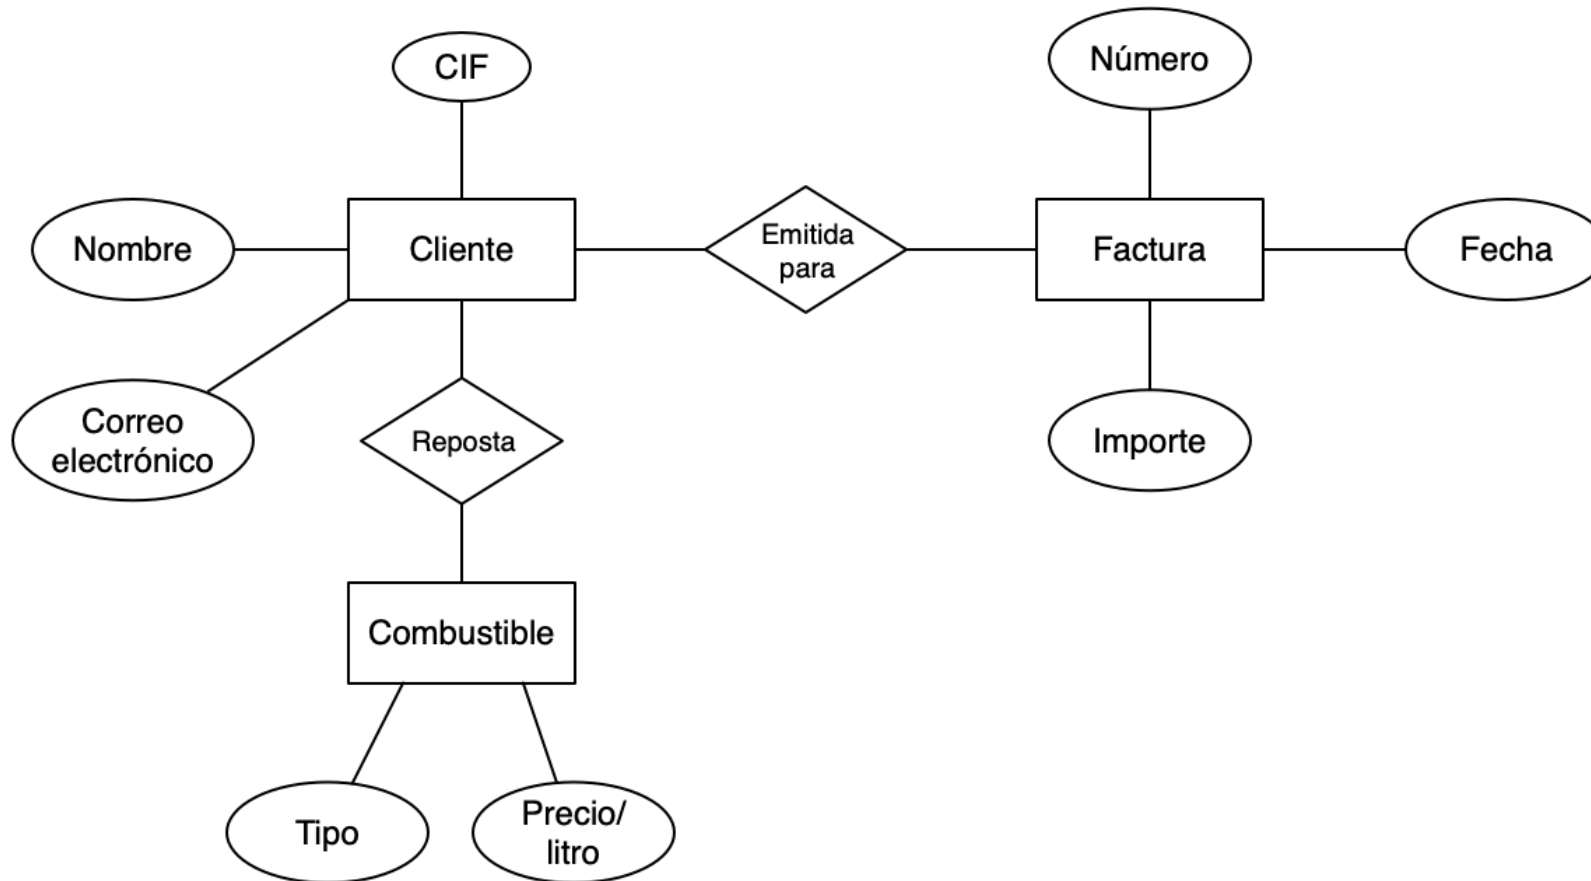 CIF
Número
Nombre
Cliente
Emitida
para
Factura
Fecha
Correo
electrónico
Reposta
Importe
Combustible
Tipo
Precio/
litro